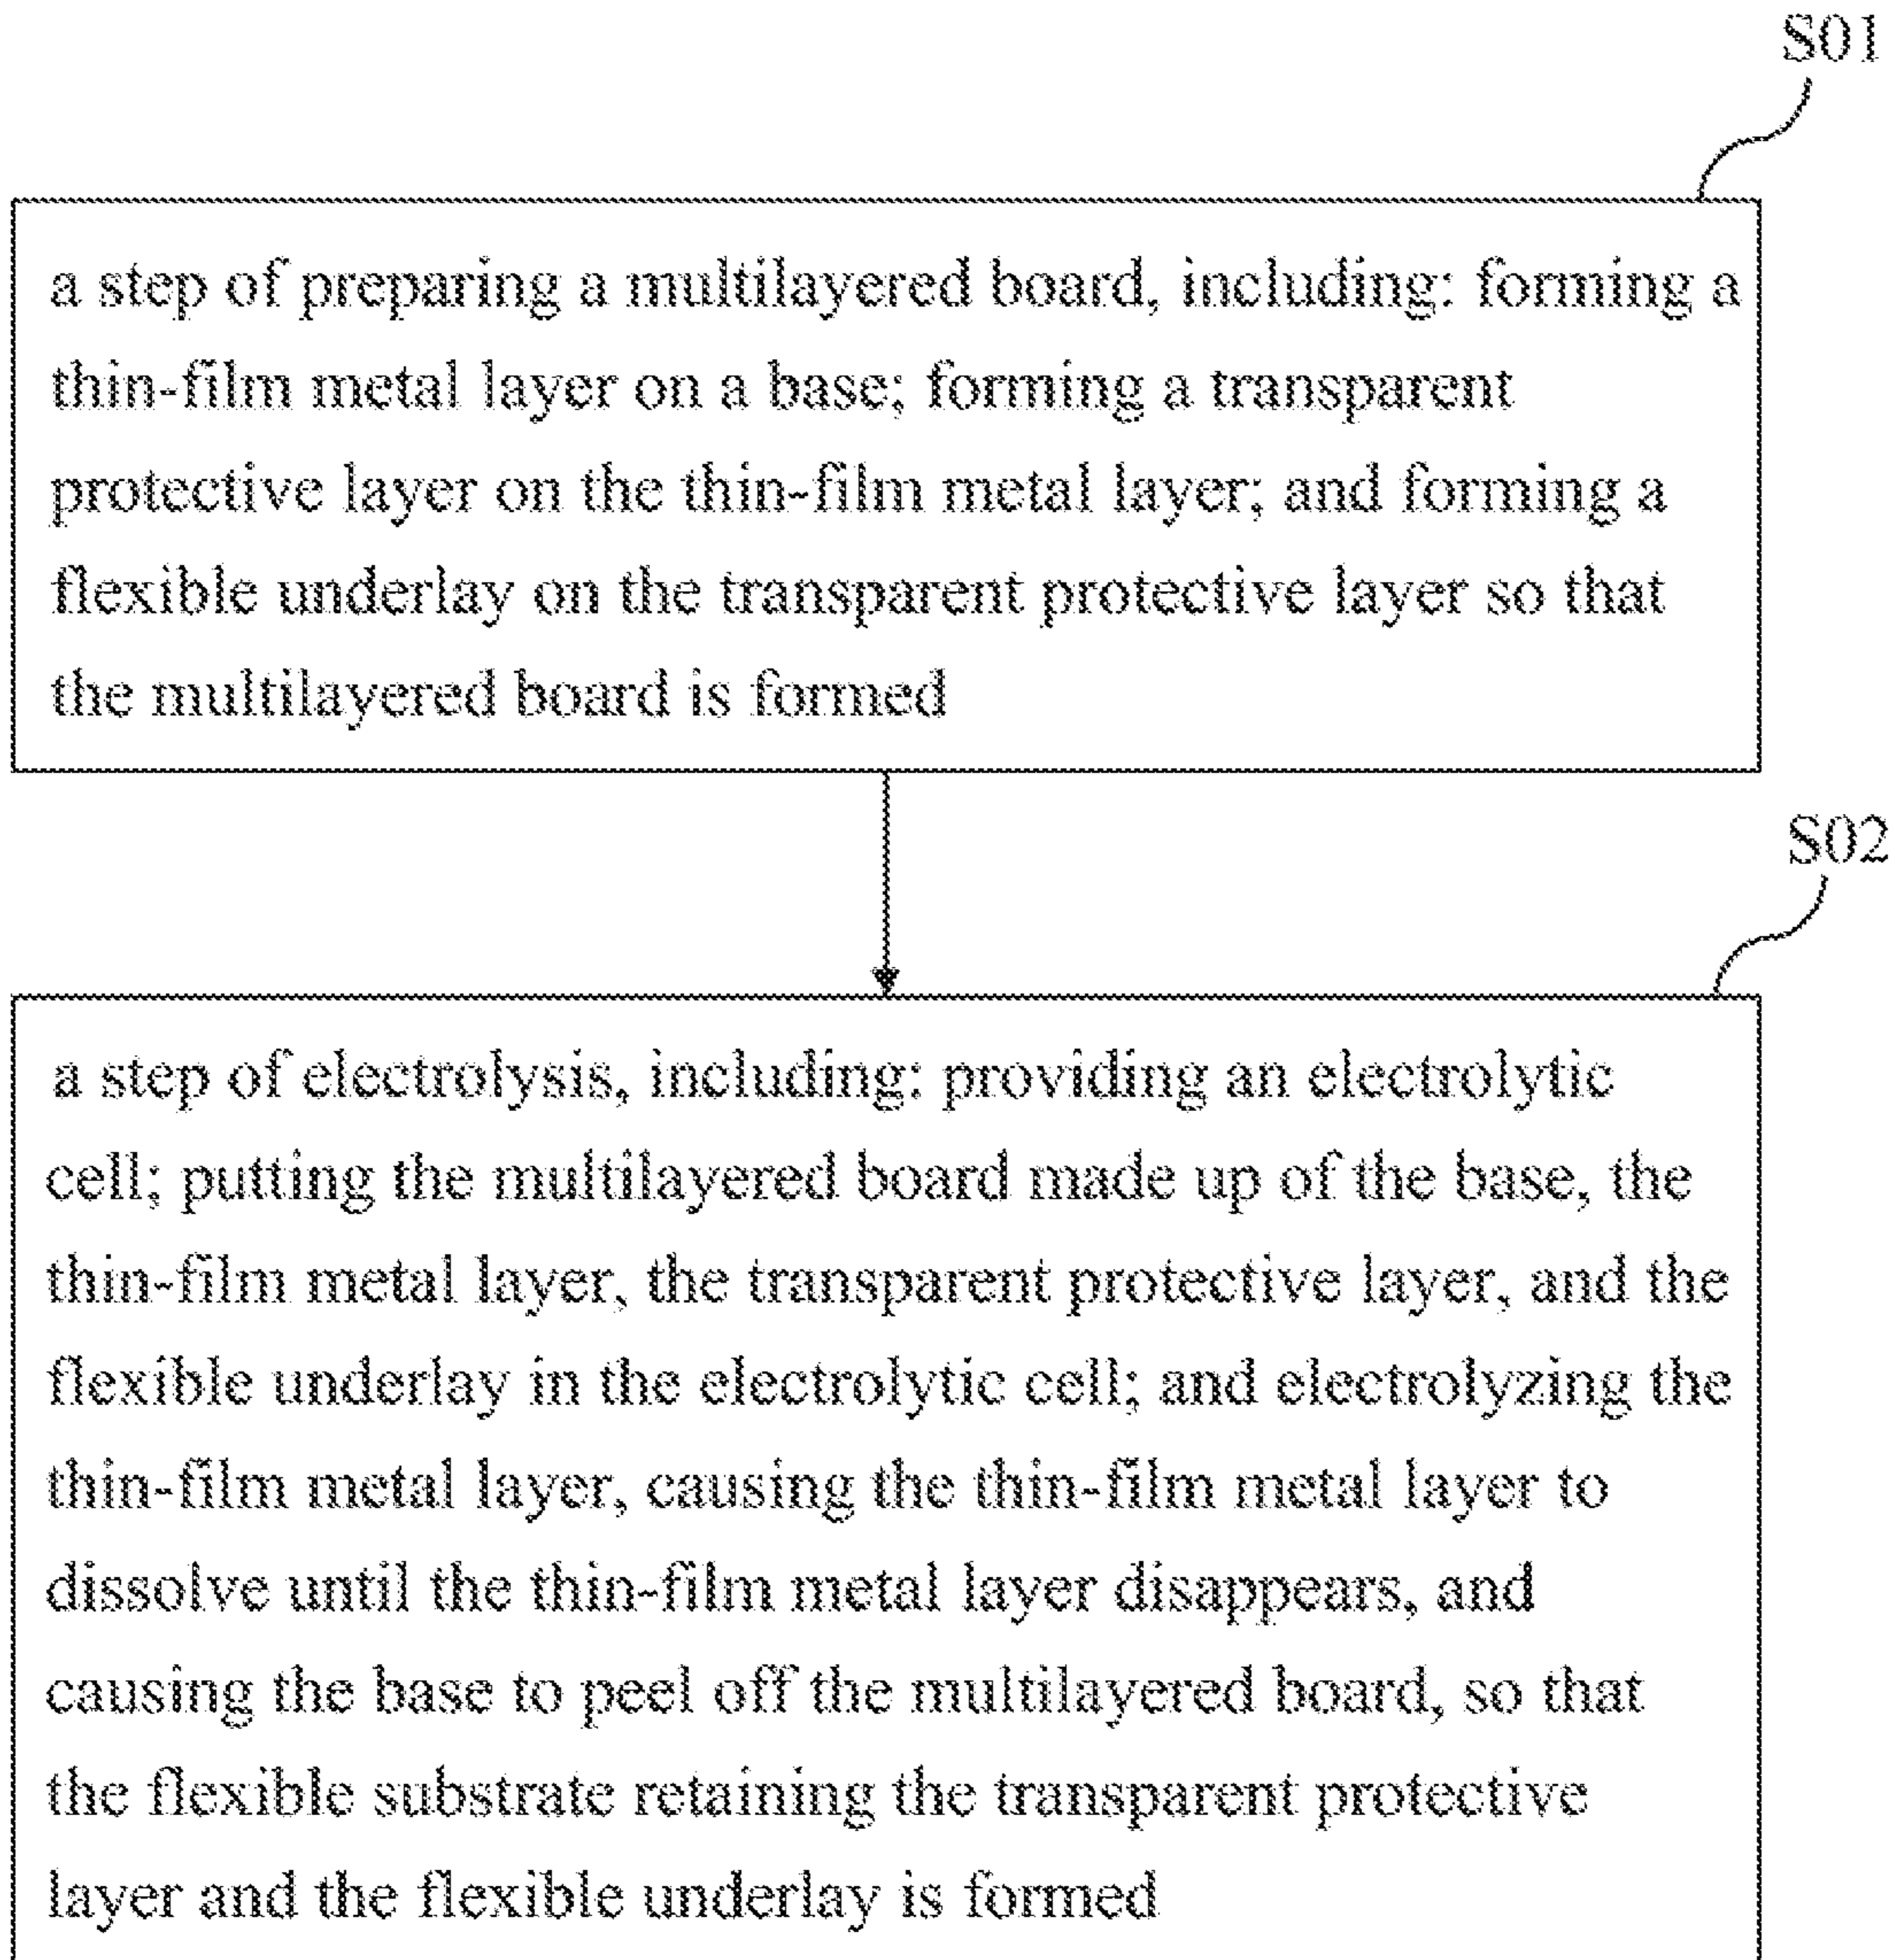 S01
a step of preparing a multilayered board, including: forming a
thin-film metal layer on a base; forming a transparent
protective layer on the thin-film metal layer; and forming a
flexible underlay on the transparent protective layer so that
the multilayered board is formed
S02
a step of electrolysis, including: providing an electrolytic
cell; putting the multilayered board made up of the base, the
thin-film metal layer, the transparent protective layer, and the
flexible underlay in the electrolytic cell; and electrolyzing the
thin-film metal layer, causing the thin-film metal layer to
dissolve until the thin-film metal layer disappears, and
causing the base to peel off the multilayered board, so that
the flexible substrate retaining the transparent protective
layer and the flexible underlay is formed